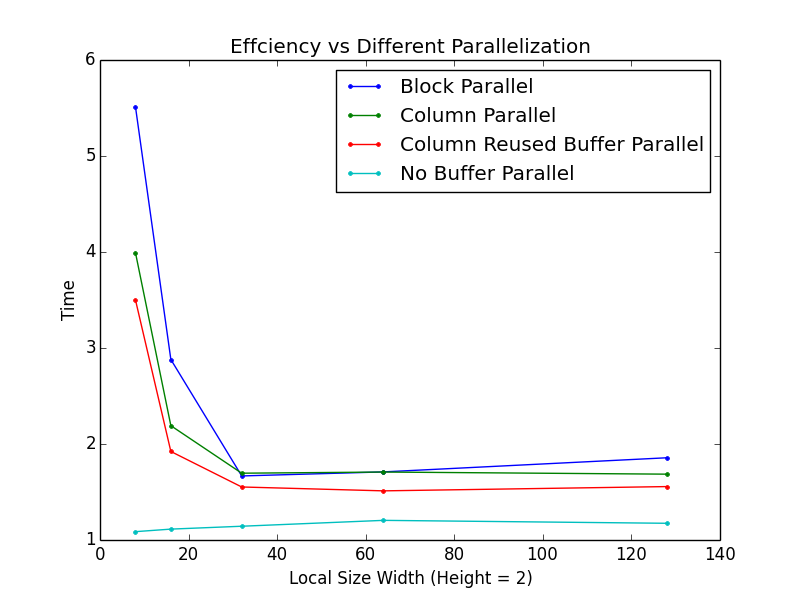 Effciency vs Different Parallelization
6
5
4
3
2
1
Time
Block Parallel
Column Parallel
Column Reused Buffer Parallel
No Buffer Parallel
0 20 40 60 80 100 120 140
Local Size Width (Height = 2)